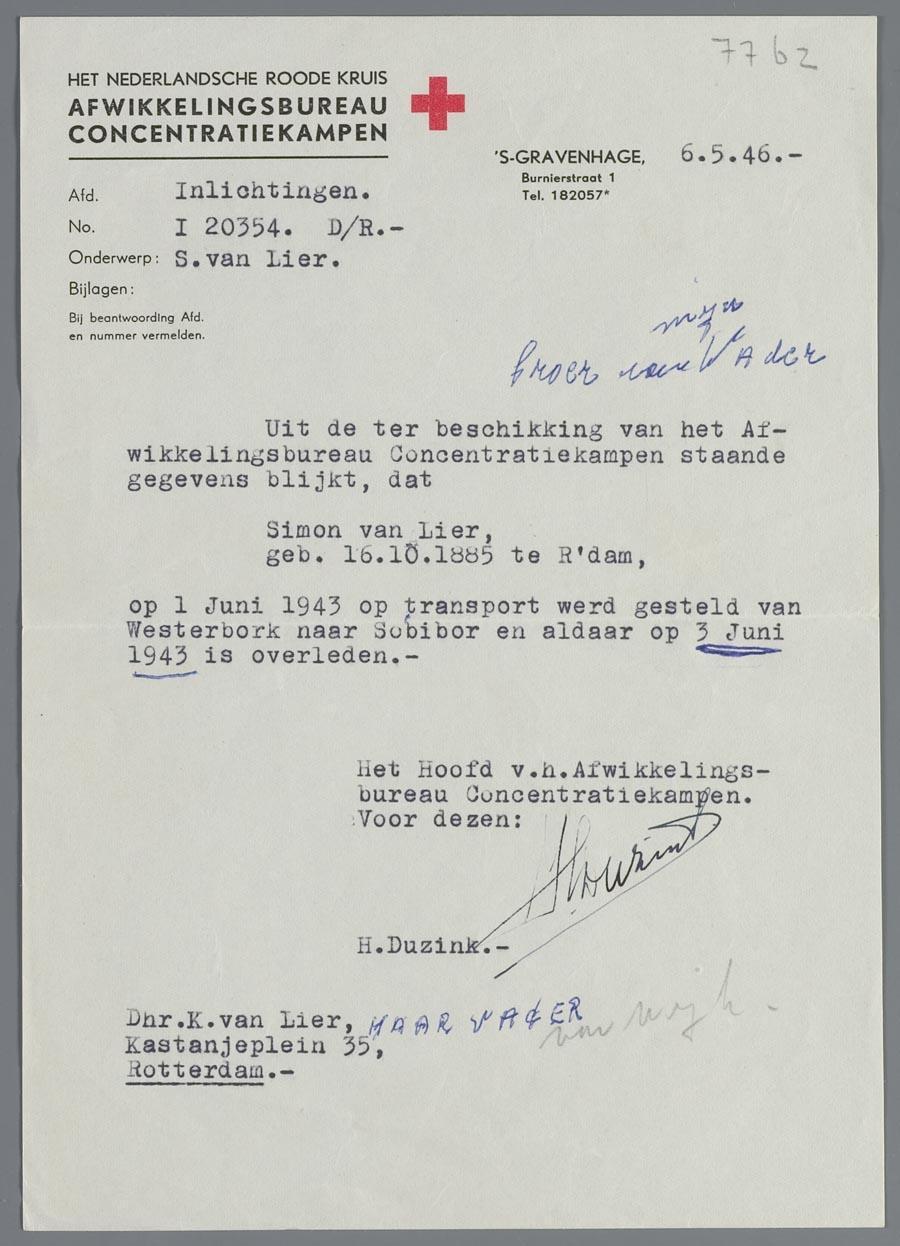 7762
HET NEDERLANDSCHE ROODE KRUIS
AFWIKKELINGSBUREAU
CONCENTRATIEKAMPEN
'S-GRAVENHAGE, 6.5.46.-
Burnierstraat 1
Tel. 182057*
Afd. Inlichtingen.
No. I 20354. D/R.-
Onderwerp: S.van Lier.
Bijlagen:
Bij beantwoording Afd.
en nummer vermelden.
mijn
broer van VAder
Uit de ter beschikking van het Af-
wikkelingsbureau Concentratiekampen staande
gegevens blijkt, dat
Simon van Lier,
geb. 16.10.1885 te R'dam,
op 1 Juni 1943 op transport werd gesteld van
Westerbork naar Sobibor en aldaar op 3 Juni
1943 is overleden.-
Het Hoofd v.h.Afwikkelings-
bureau Concentratiekampen.
Voor dezen:
H.Duzink.-
Dhr.K.van Lier, HAAR VADER
Kastanjeplein 35,
Rotterdam.-